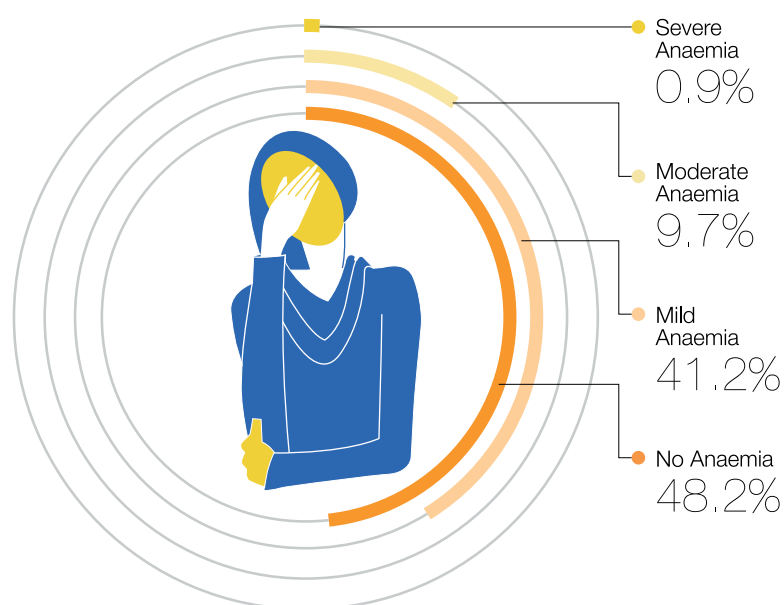 Severe
Anaemia
0.9%
Moderate
Anaemia
9.7%
Mild
Anaemia
41.2%
No Anaemia
48.2%